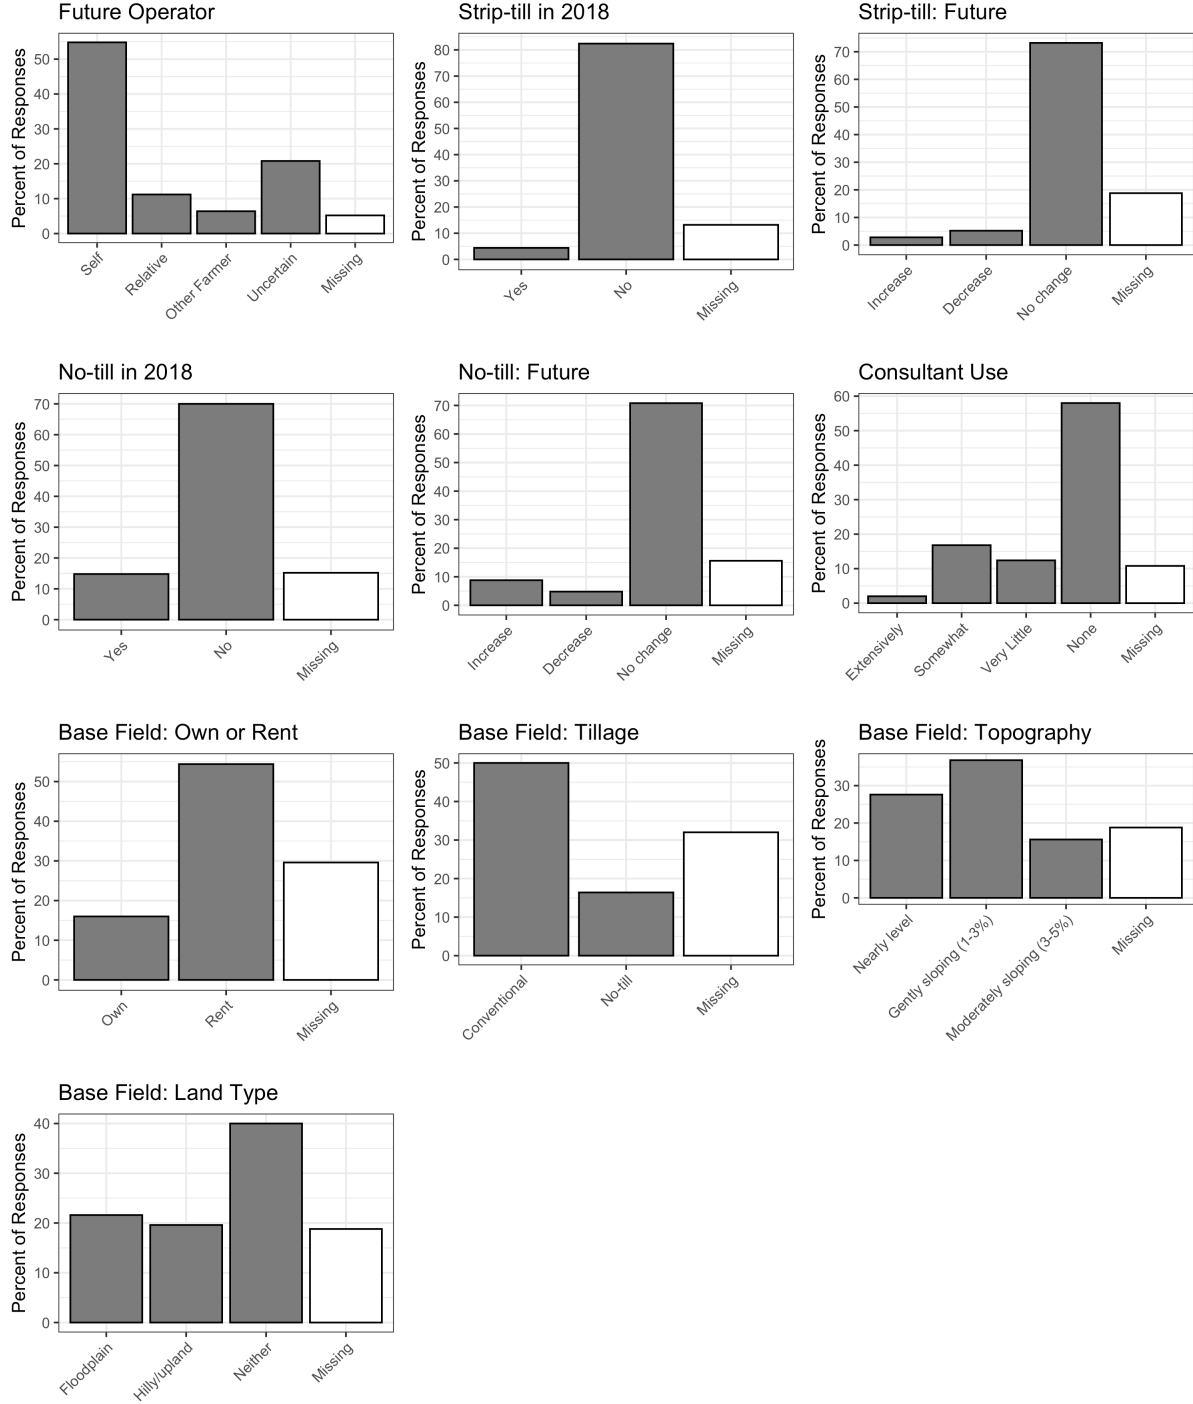 Future Operator
Percent of Responses
50
40
30
20
10
0
Self
Relative
Other Farmer
Uncertain
Missing
Strip-till in 2018
Percent of Responses
80
70
60
50
40
30
20
10
0
Yes
No
Missing
Strip-till: Future
Percent of Responses
70
60
50
40
30
20
10
0
Increase
Decrease
No change
Missing
No-till in 2018
Percent of Responses
70
60
50
40
30
20
10
0
Yes
No
Missing
No-till: Future
Percent of Responses
70
60
50
40
30
20
10
0
Increase
Decrease
No change
Missing
Consultant Use
Percent of Responses
60
50
40
30
20
10
0
Extensively
Somewhat
Very Little
None
Missing
Base Field: Own or Rent
Percent of Responses
50
40
30
20
10
0
Own
Rent
Missing
Base Field: Tillage
Percent of Responses
50
40
30
20
10
0
Conventional
No-till
Missing
Base Field: Topography
Percent of Responses
30
20
10
0
Nearly level
Gently sloping (1-3%)
Moderately sloping (3-5%)
Missing
Base Field: Land Type
Percent of Responses
40
30
20
10
0
Floodplain
Hilly/upland
Neither
Missing